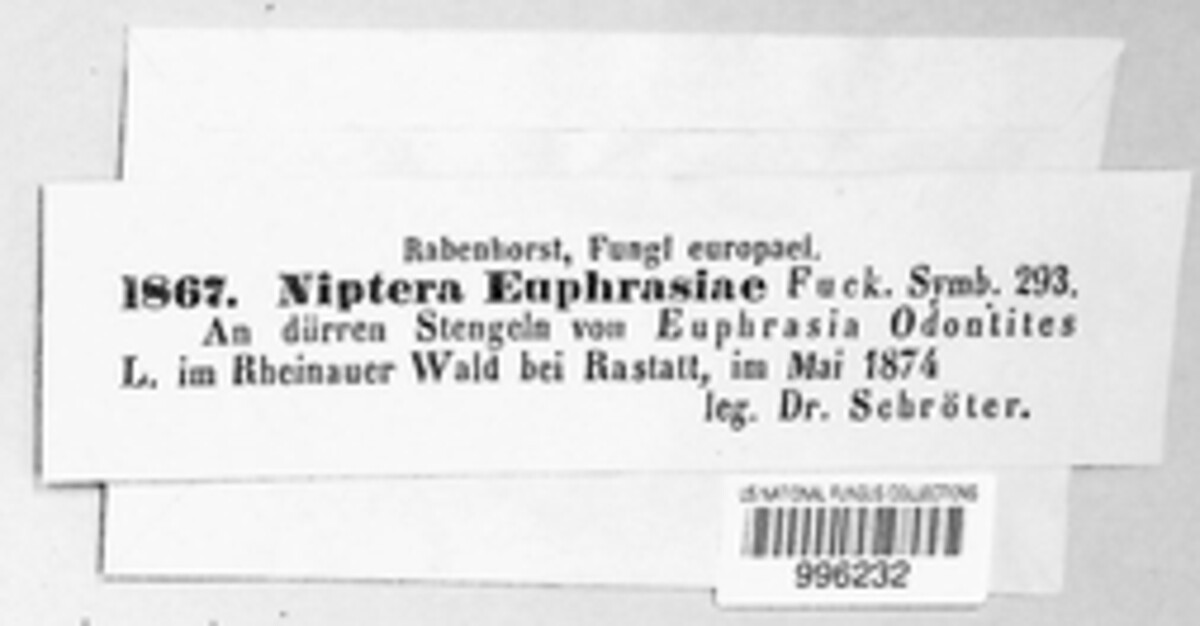 Rabenhorst, Fungi europaei.
1867. Niptera Euphrasiae Fuck. Symb. 293.
An dürren Stengeln von Euphrasia Odontites
L. im Rheinauer Wald bei Rastatt, im Mai 1874
leg. Dr. Schröter.
US NATIONAL FUNGUS COLLECTIONS
996232